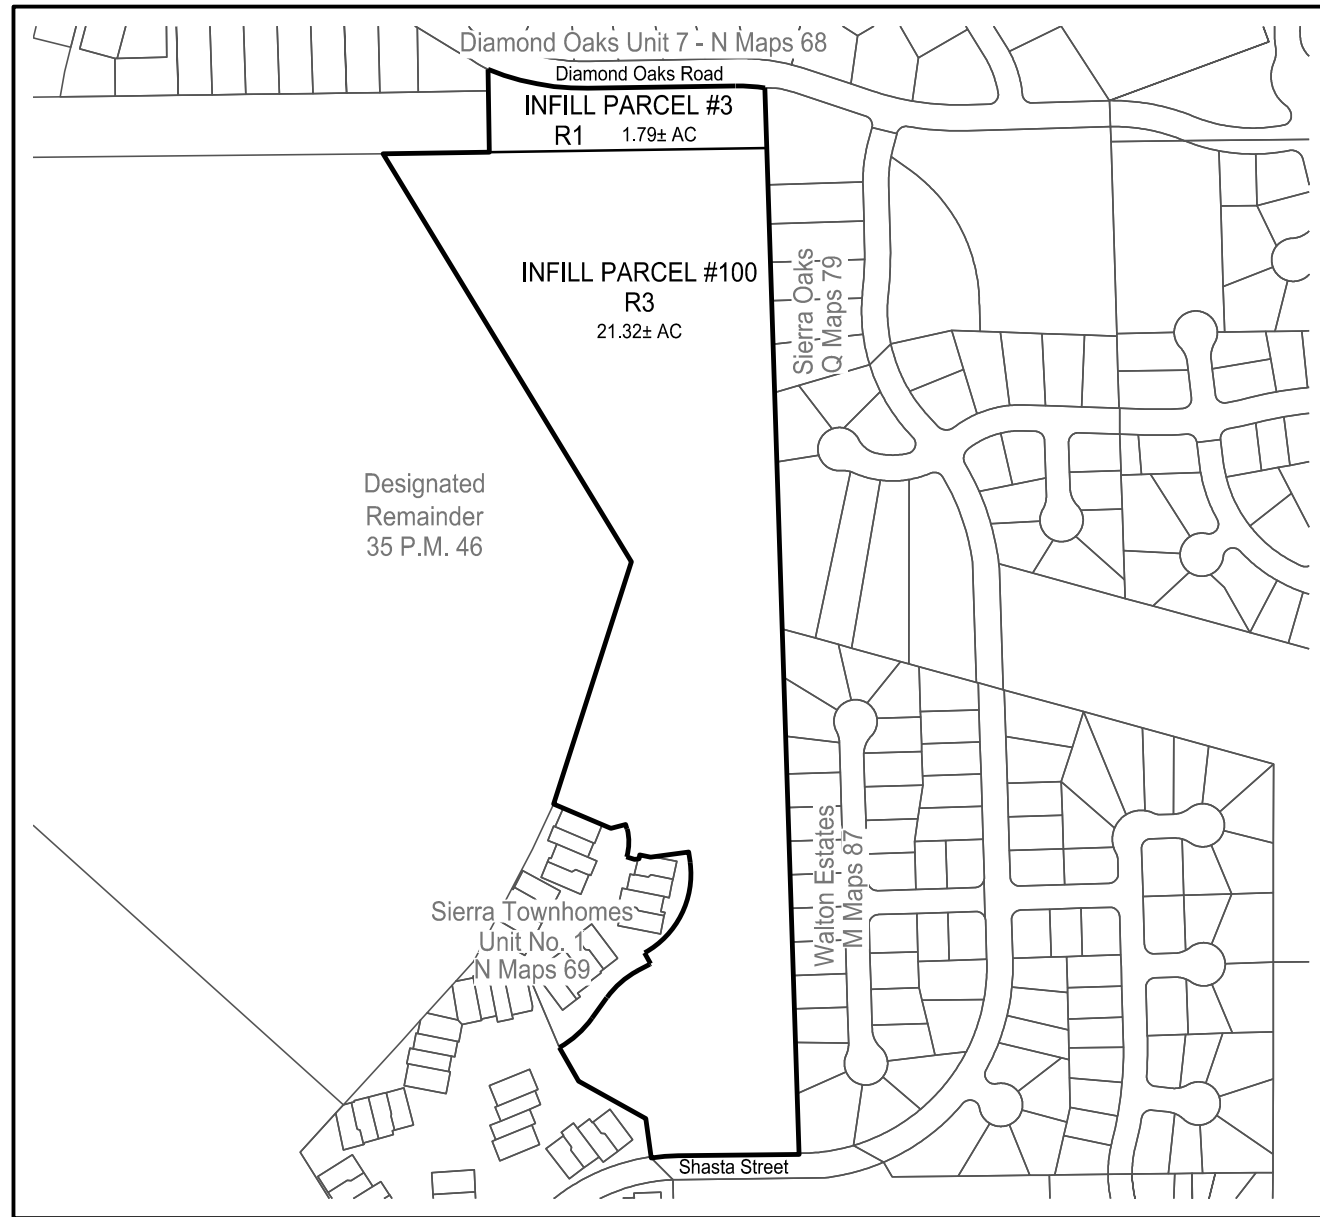 Diamond Oaks Unit 7 - N Maps 68
Diamond Oaks Road
INFILL PARCEL #3
R1 1.79± AC
INFILL PARCEL #100
R3
21.32± AC
Sierra Oaks
Q Maps 79
Designated
Remainder
35 P.M. 46
Walton Estates
M Maps 87
Sierra Townhomes
Unit No. 1
N Maps 69
Shasta Street